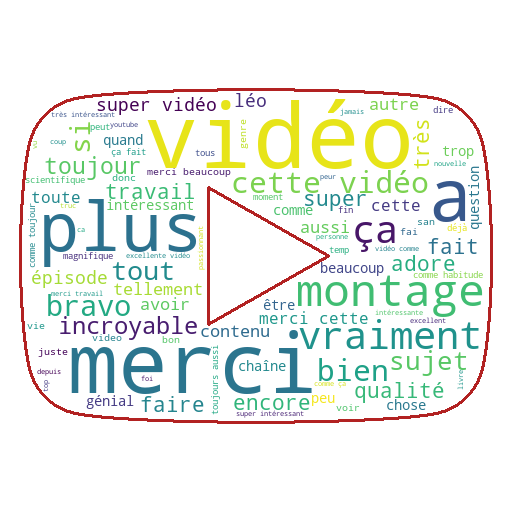 très intéressant
super vidéo
léo
autre
jamais
dire
peut
youtube
coup
quand
ça fait
tous
vidéo
genre
très
trop
nouvelle
si
toujour
scientifique
donc
merci beaucoup
peur
cette vidéo
a
question
toute
travail
truc
intéressant
moment
super
comme
fin
cette
plus
ça
san
déjà
aussi
fai
personne
ca
comme toujour
magnifique
excellente vidéo
passionnant
temp
vidéo comme
fait
adore
beaucoup
comme habitude
épisode
tout
tellement
montage
merci travail
bravo
avoir
être
intéressante
vie
incroyable
contenu
merci cette
vraiment
excellent
video
bon
juste
merci
chaîne
bien
sujet
depuis
foi
top
toujours aussi
comme ça
qualité
livre
génial
faire
encore
peu
voir
chose
super intéressant